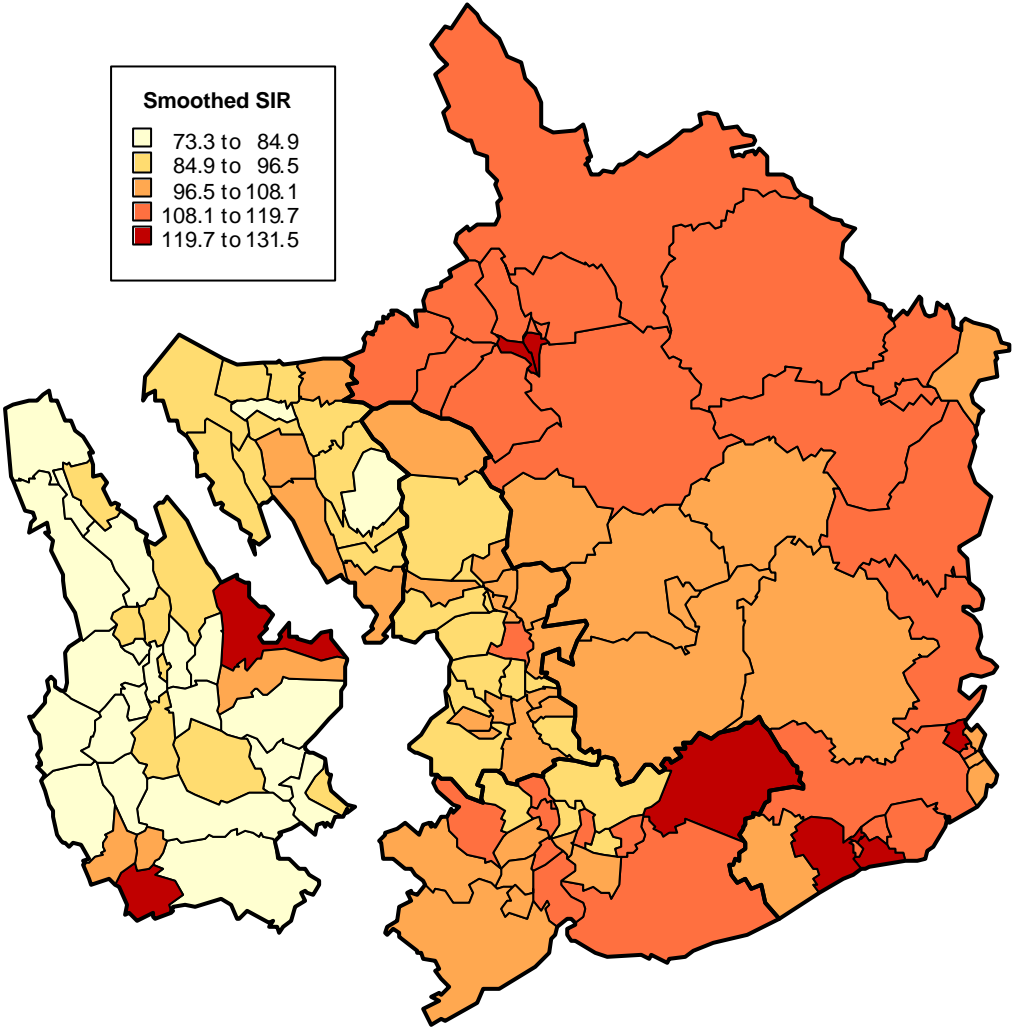 Smoothed SIR
73.3 to 84.9
84.9 to 96.5
96.5 to 108.1
108.1 to 119.7
119.7 to 131.5